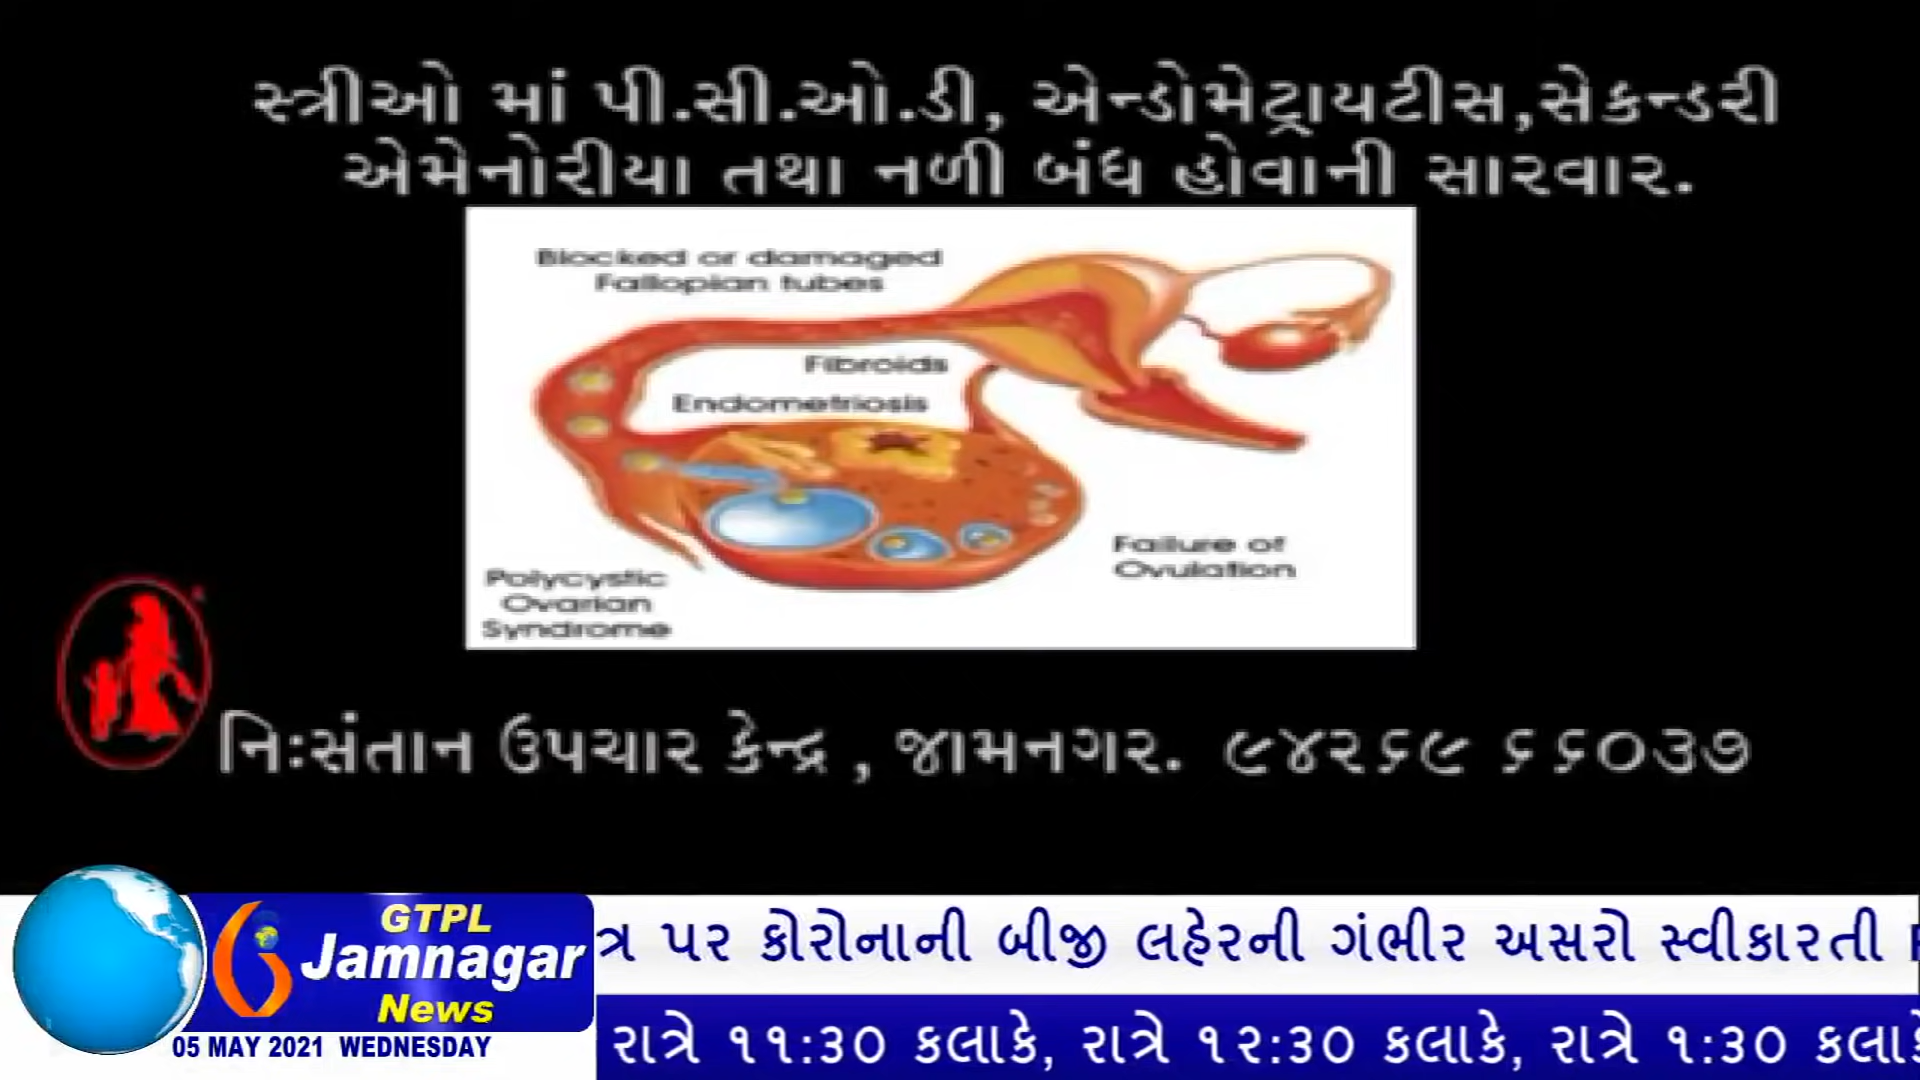 સ્ત્રીઓ માં પી.સી.ઓ.ડી, એન્ડોમેટ્રાયટીસ,સેકન્ડરી
એમેનોરીયા તથા નળી બંધ હોવાની સારવાર.
Blocked or damaged
Fallopian tubes
Fibroids
Endometriosis
Failure of
Ovulation
Polycystic
Ovarian
Syndrome
નિઃસંતાન ઉપચાર કેન્દ્ર , જામનગર. ૯૪૨૬૯ ૬૬૦૩૭
GTPL
Jamnagar
News
05 MAY 2021 WEDNESDAY
ત્ર પર કોરોનાની બીજી લહેરની ગંભીર અસરો સ્વીકારતી
રાત્રે ૧૧:૩૦ કલાકે, રાત્રે ૧૨:૩૦ કલાકે, રાત્રે ૧:૩૦ કલાકે